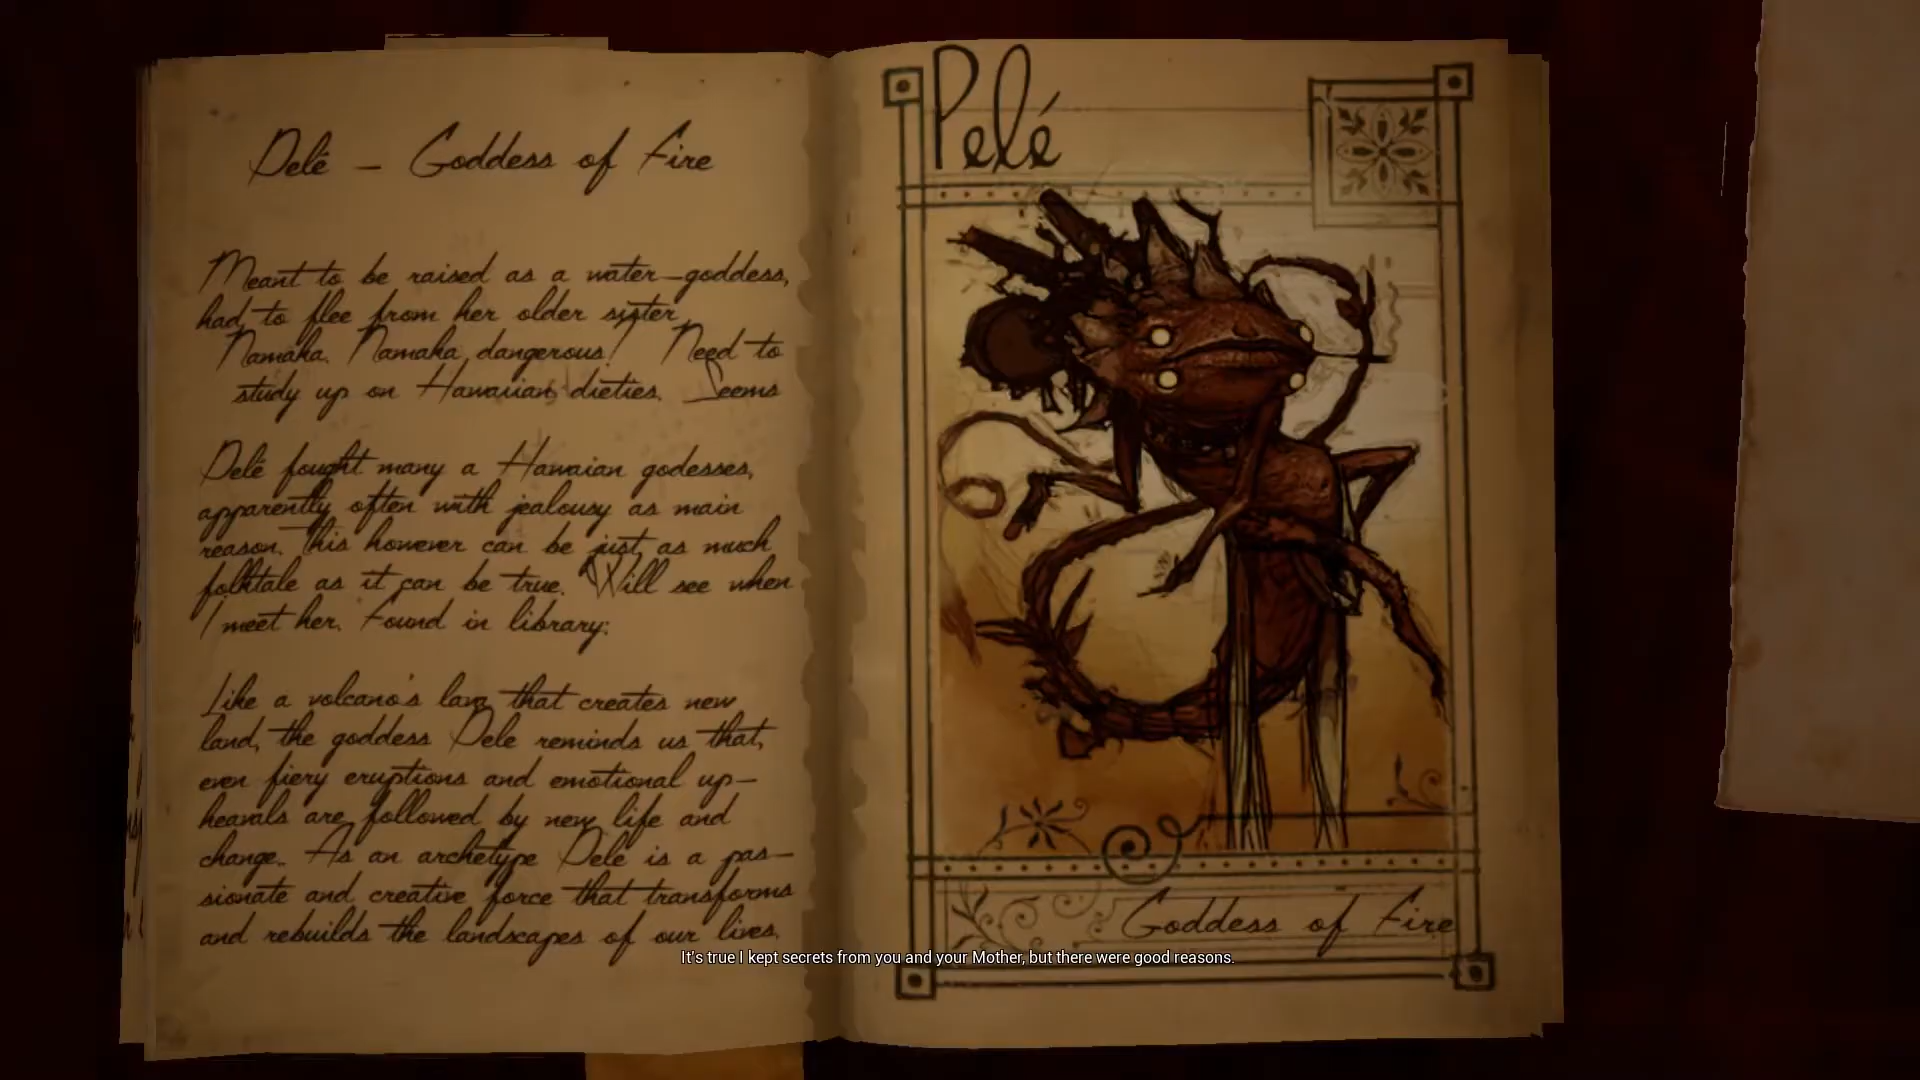 Pelé – Goddess of Fire
Meant to be raised as a water–goddess,
had to flee from her older sister
Namaka. Namaka dangerous? Need to
study up on Hawaiian dieties. Seems
Pelé fought many a Hawaian godesses,
apparently often with jealousy as main
reason. This however can be just as much
folktale as it can be true. Will see when
I meet her. Found in library:
Like a volcano's lava that creates new
land, the goddess Pele reminds us that,
even fiery eruptions and emotional up–
heavals are followed by new life and
change. As an archetype Pele is a pas–
sionate and creative force that transforms
and rebuilds the landscapes of our lives.
Pelé
Goddess of Fire
It's true I kept secrets from you and your Mother, but there were good reasons.